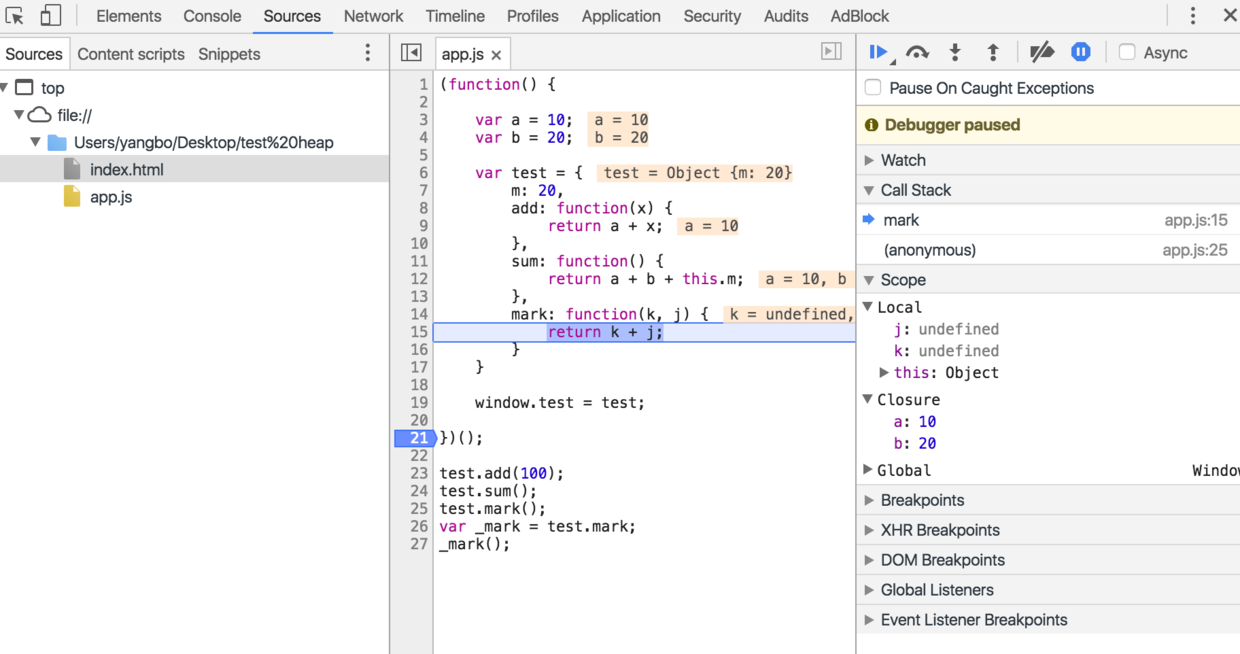 Elements Console Sources Network Timeline Profiles Application Security Audits AdBlock
Sources Content scripts Snippets
top
file://
Users/yangbo/Desktop/test%20heap
index.html
app.js
app.js
1 (function() {
2
3 var a = 10; a = 10
4 var b = 20; b = 20
5
6 var test = { test = Object {m: 20}
7 m: 20,
8 add: function(x) {
9 return a + x; a = 10
10 },
11 sum: function() {
12 return a + b + this.m; a = 10, b
13 },
14 mark: function(k, j) { k = undefined,
15 return k + j;
16 }
17 }
18
19 window.test = test;
20
21 })();
22
23 test.add(100);
24 test.sum();
25 test.mark();
26 var _mark = test.mark;
27 _mark();
Async
Pause On Caught Exceptions
Debugger paused
Watch
Call Stack
mark app.js:15
(anonymous) app.js:25
Scope
Local
j: undefined
k: undefined
this: Object
Closure
a: 10
b: 20
Global Window
Breakpoints
XHR Breakpoints
DOM Breakpoints
Global Listeners
Event Listener Breakpoints